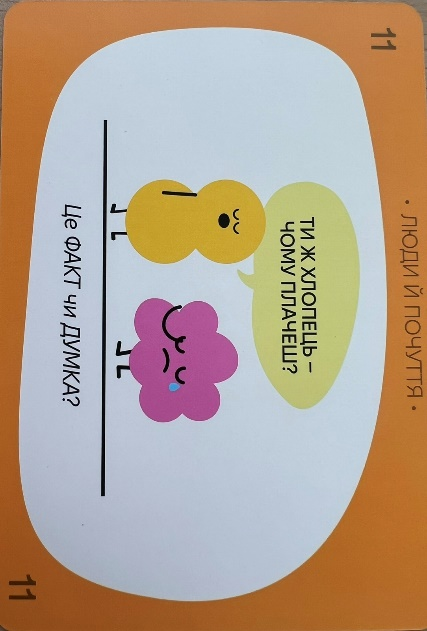 11
• ЛЮДИ Й ПОЧУТТЯ •
ТИ Ж ХЛОПЕЦЬ –
ЧОМУ ПЛАЧЕШ?
Це ФАКТ чи ДУМКА?
11